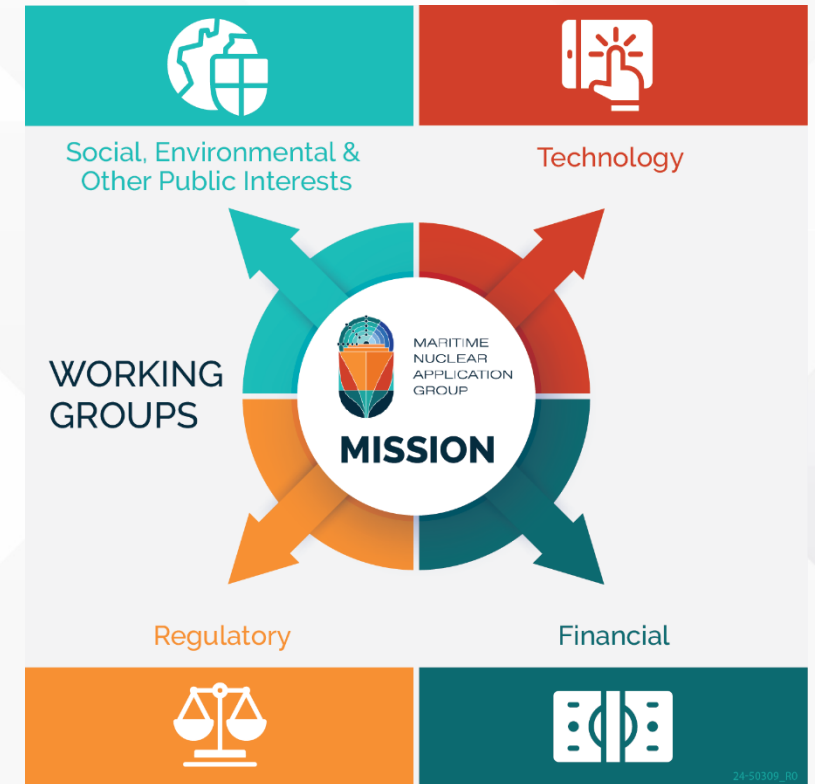 Social, Environmental &
Other Public Interests
Technology
WORKING
GROUPS
MARITIME
NUCLEAR
APPLICATION
GROUP
MISSION
Regulatory
Financial
24-50309_R0